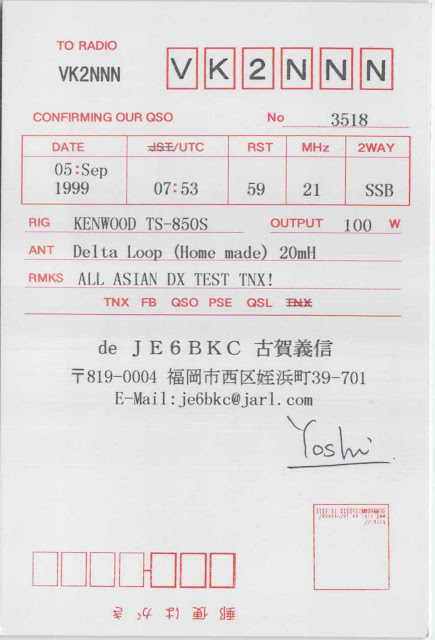 TO RADIO
VK2NNN
VK2NNN
CONFIRMING OUR QSO No 3518
DATE JST/UTC RST MHz 2WAY
05:Sep
1999 07:53 59 21 SSB
RIG KENWOOD TS-850S OUTPUT 100 W
ANT Delta Loop (Home made) 20mH
RMKS ALL ASIAN DX TEST TNX!
TNX FB QSO PSE QSL TNX
de JE6BKC 古賀義信
〒819-0004 福岡市西区姪浜町39-701
E-Mail:je6bkc@jarl.com
Yoshi
郵便はがき